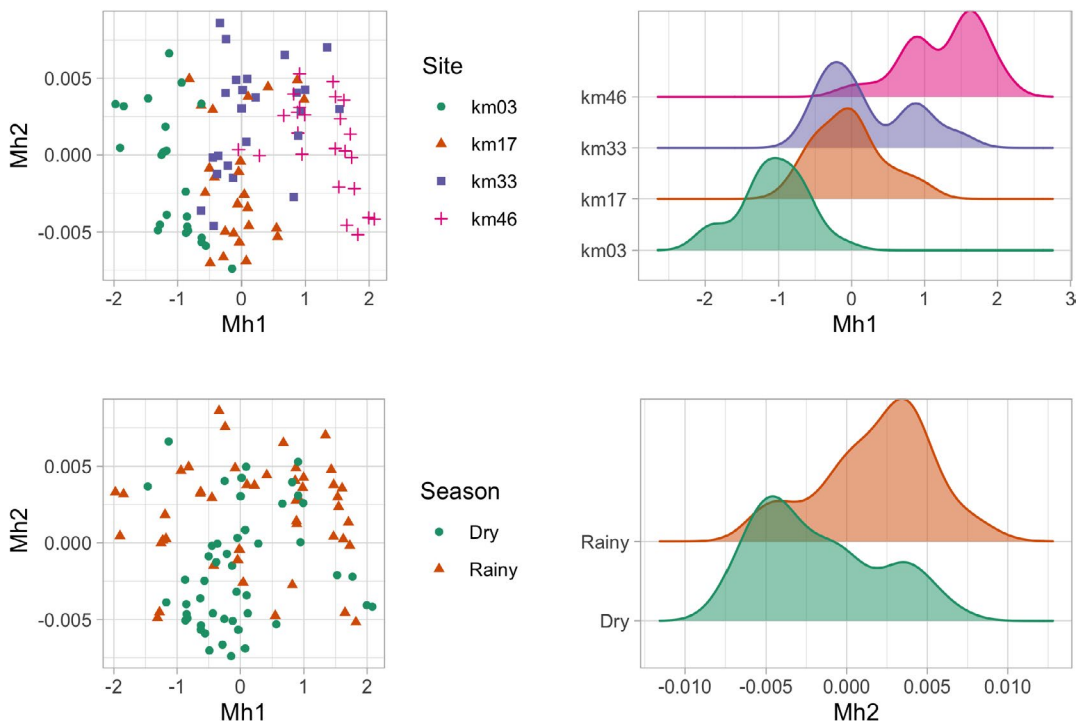 Mh2
0.005
0.000
-0.005
-2
-1
0
1
2
Mh1
Site
km03
km17
km33
km46
km46
km33
km17
km03
-2
-1
0
1
2
3
Mh1
Mh2
0.005
0.000
-0.005
-2
-1
0
1
2
Mh1
Season
Dry
Rainy
Rainy
Dry
-0.010
-0.005
0.000
0.005
0.010
Mh2